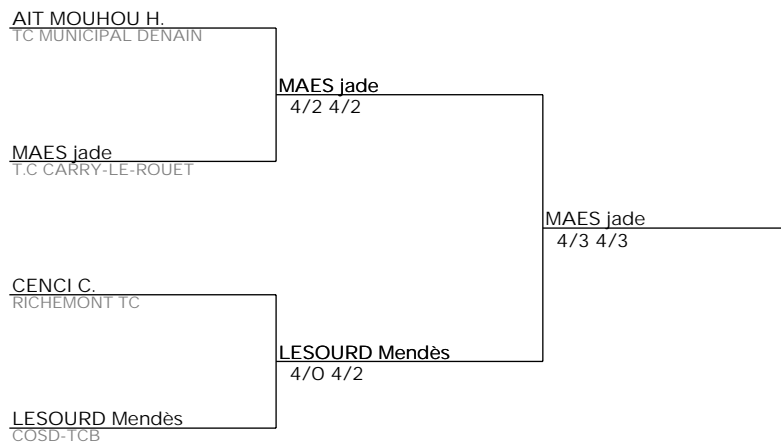 AIT MOUHOU H.
TC MUNICIPAL DENAIN
MAES jade
4/2 4/2
MAES jade
T.C CARRY-LE-ROUET
MAES jade
4/3 4/3
CENCI C.
RICHEMONT TC
LESOURD Mendès
4/0 4/2
LESOURD Mendès
COSD-TCB